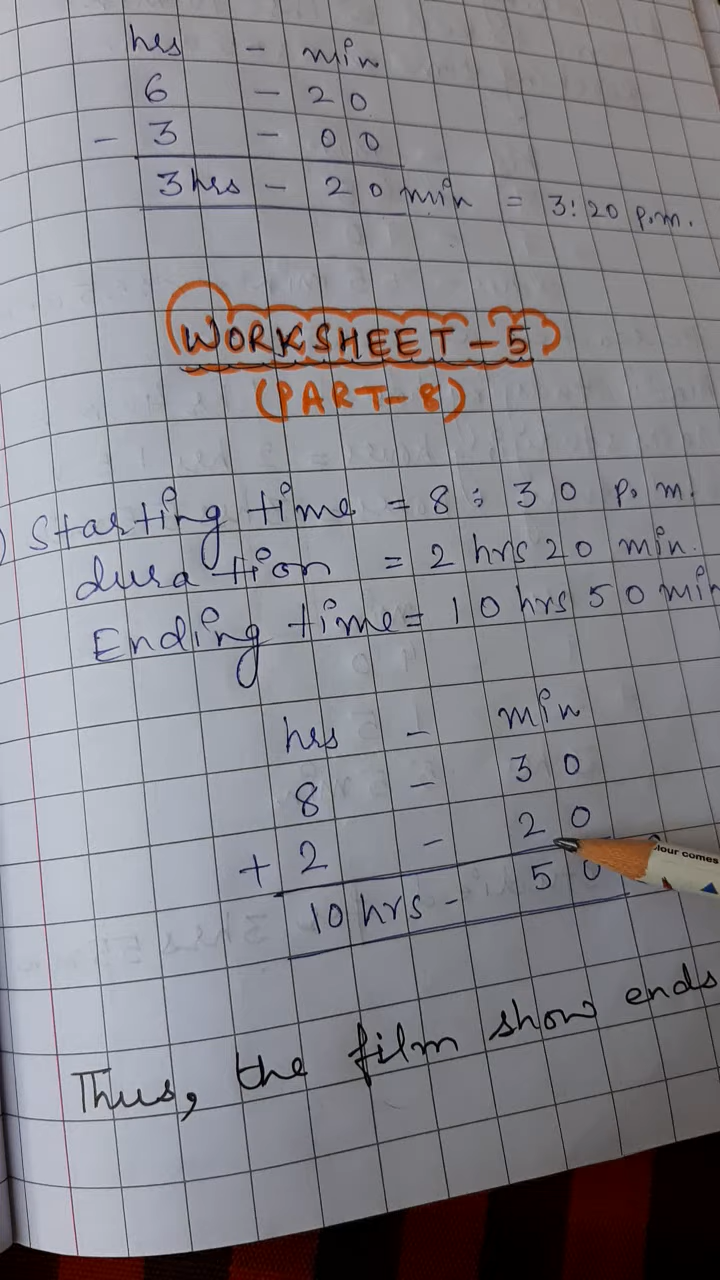 hrs - min
6 - 20
- 3 - 00
3 hrs - 20 min = 3:20 p.m.
WORKSHEET-5
(PART-8)
) Starting time = 8:30 p.m.
duration = 2 hrs 20 min.
Ending time = 10 hrs 50 min
hrs - min
8 - 30
+ 2 - 20
10 hrs - 50
Thus, the film show ends
lour comes